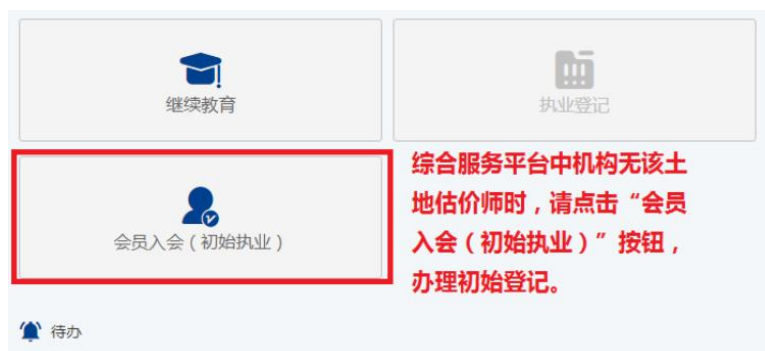 继续教育
执业登记
会员入会（初始执业）
综合服务平台中机构无该土
地估价师时，请点击“会员
入会（初始执业）”按钮，
办理初始登记。
待办